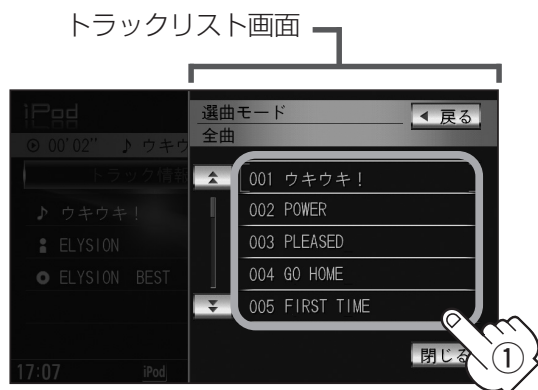 トラックリスト画面
iPod
00'02" ♪ ウキウ
トラック情報
♪ ウキウキ!
ELYSION
ELYSION BEST
17:07 iPod
選曲モード
◀ 戻る
全曲
001 ウキウキ!
002 POWER
003 PLEASED
004 GO HOME
005 FIRST TIME
閉じる
①